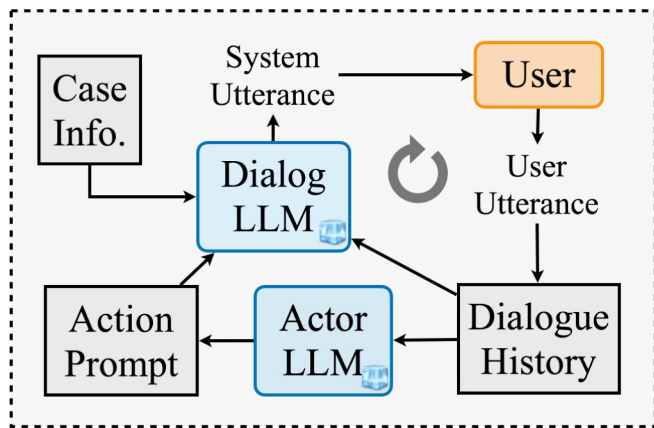 Case
Info.
System
Utterance
User
Dialog
LLM
User
Utterance
Action
Prompt
Actor
LLM
Dialogue
History